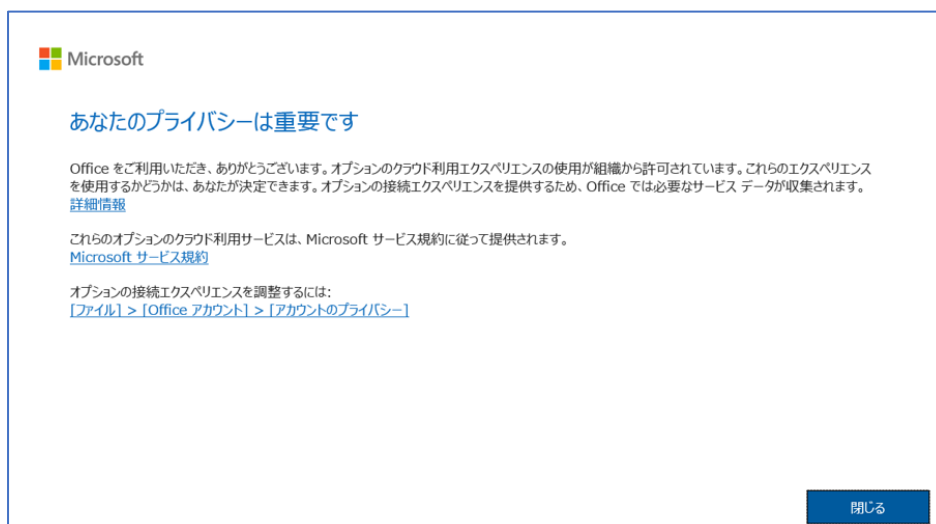 Microsoft
あなたのプライバシーは重要です
Office をご利用いただき、ありがとうございます。オプションのクラウド利用エクスペリエンスの使用が組織から許可されています。これらのエクスペリエンス
を使用するかどうかは、あなたが決定できます。オプションの接続エクスペリエンスを提供するため、Office では必要なサービス データが収集されます。
詳細情報
これらのオプションのクラウド利用サービスは、Microsoft サービス規約に従って提供されます。
Microsoft サービス規約
オプションの接続エクスペリエンスを調整するには:
[ファイル] > [Office アカウント] > [アカウントのプライバシー]
閉じる